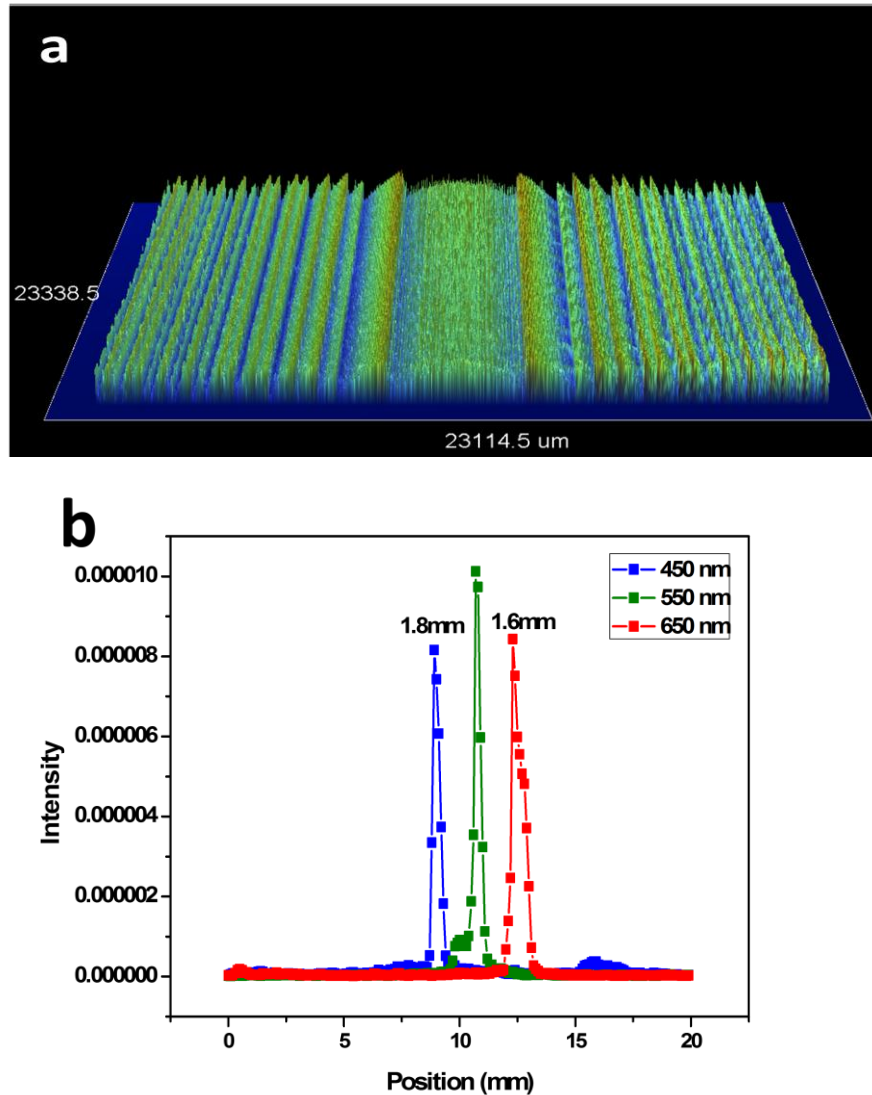 a
23338.5
23114.5 um
b
0.000010
0.000008
0.000006
0.000004
0.000002
0.000000
Intensity
1.8mm
1.6mm
450 nm
550 nm
650 nm
0
5
10
15
20
Position (mm)